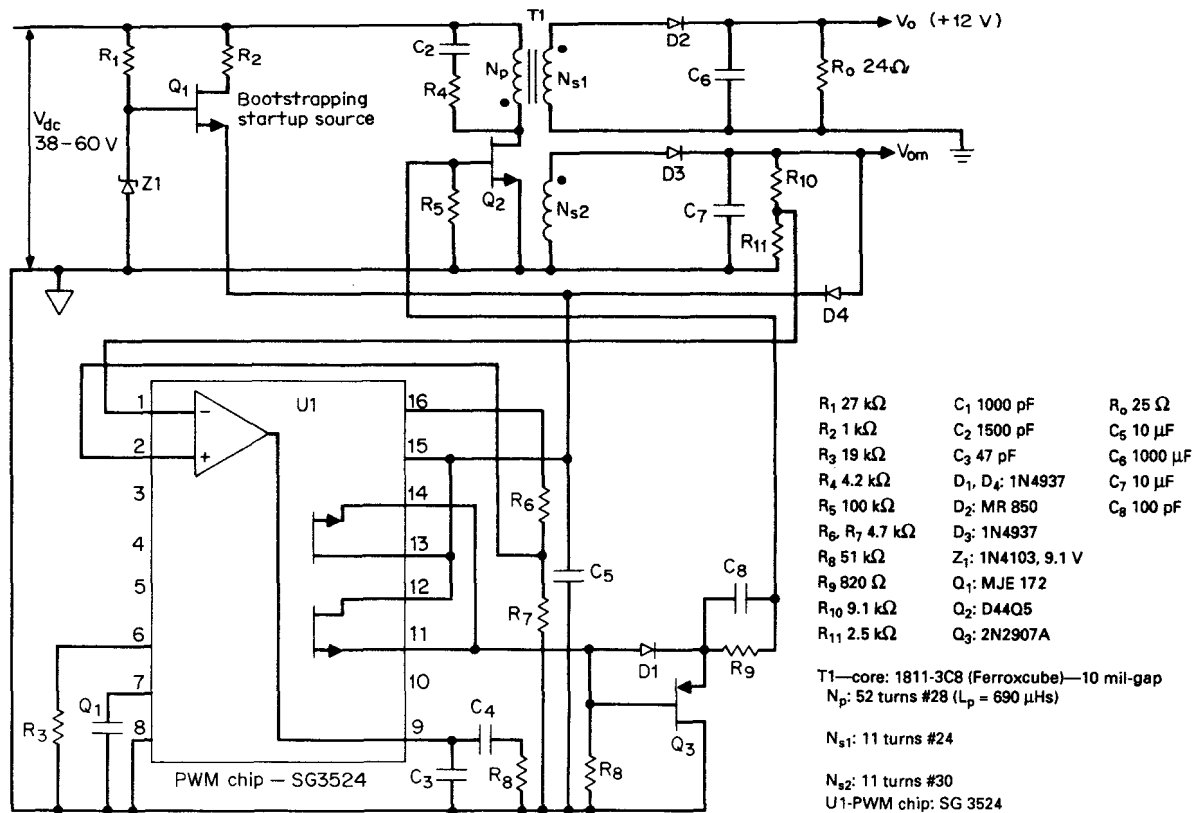 T1
Vo (+12 V)
D2
R1
R2
C2
R4
Np
Ns1
C6
Ro 24Ω
Q1
Bootstrapping
startup source
Vdc
38–60 V
Z1
R5
Q2
Ns2
D3
C7
R10
R11
Vom
D4
U1
1
2
3
4
5
6
7
8
16
15
14
13
12
11
10
9
R6
R7
C5
C8
D1
R9
Q3
R3
Q1
C4
C3
R8
R8
PWM chip – SG3524
R1 27 kΩ
R2 1 kΩ
R3 19 kΩ
R4 4.2 kΩ
R5 100 kΩ
R6, R7 4.7 kΩ
R8 51 kΩ
R9 820 Ω
R10 9.1 kΩ
R11 2.5 kΩ
C1 1000 pF
C2 1500 pF
C3 47 pF
D1, D4: 1N4937
D2: MR 850
D3: 1N4937
Z1: 1N4103, 9.1 V
Q1: MJE 172
Q2: D44Q5
Q3: 2N2907A
Ro 25 Ω
C5 10 μF
C6 1000 μF
C7 10 μF
C8 100 pF
T1—core: 1811-3C8 (Ferroxcube)—10 mil-gap
Np: 52 turns #28 (Lp = 690 μHs)
Ns1: 11 turns #24
Ns2: 11 turns #30
U1-PWM chip: SG 3524